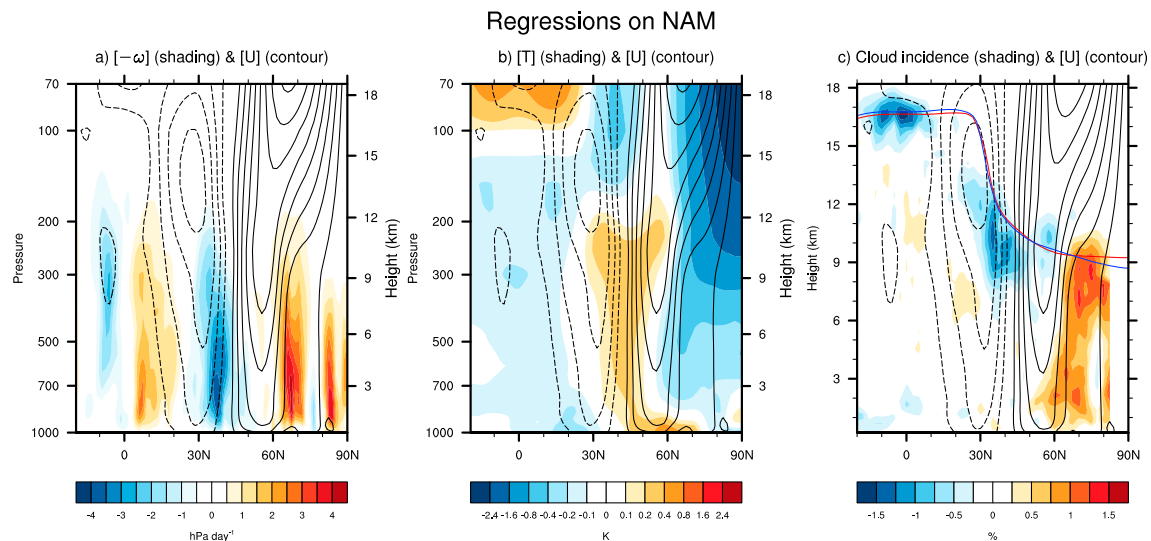 Regressions on NAM
a) [−ω] (shading) & [U] (contour)
b) [T] (shading) & [U] (contour)
c) Cloud incidence (shading) & [U] (contour)
70
100
200
300
500
700
1000
Pressure
18
15
12
9
6
3
Height (km)
0
30N
60N
90N
-4 -3 -2 -1 0 1 2 3 4
hPa day⁻¹
70
100
200
300
500
700
1000
Pressure
18
15
12
9
6
3
Height (km)
0
30N
60N
90N
-2.4 -1.6 -0.8 -0.4 -0.2 0 0.1 0.2 0.4 0.8 1.6 2.4
K
18
15
12
9
6
3
Height (km)
0
30N
60N
90N
-1.5 -1 -0.5 0 0.5 1 1.5
%